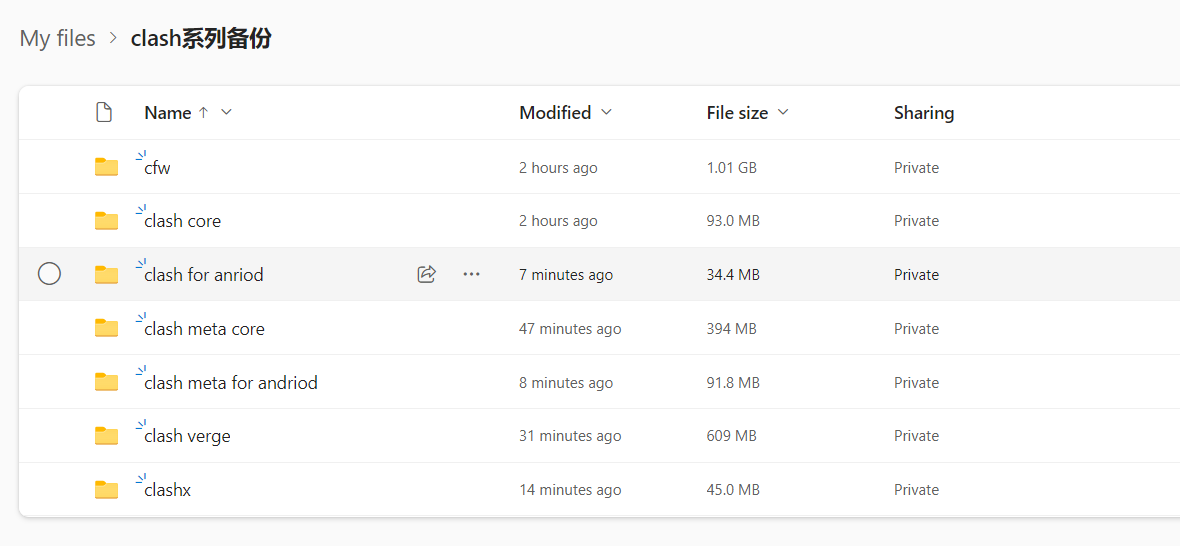 My files > clash系列备份
Name Modified File size Sharing
cfw 2 hours ago 1.01 GB Private
clash core 2 hours ago 93.0 MB Private
clash for anriod 7 minutes ago 34.4 MB Private
clash meta core 47 minutes ago 394 MB Private
clash meta for andriod 8 minutes ago 91.8 MB Private
clash verge 31 minutes ago 609 MB Private
clashx 14 minutes ago 45.0 MB Private